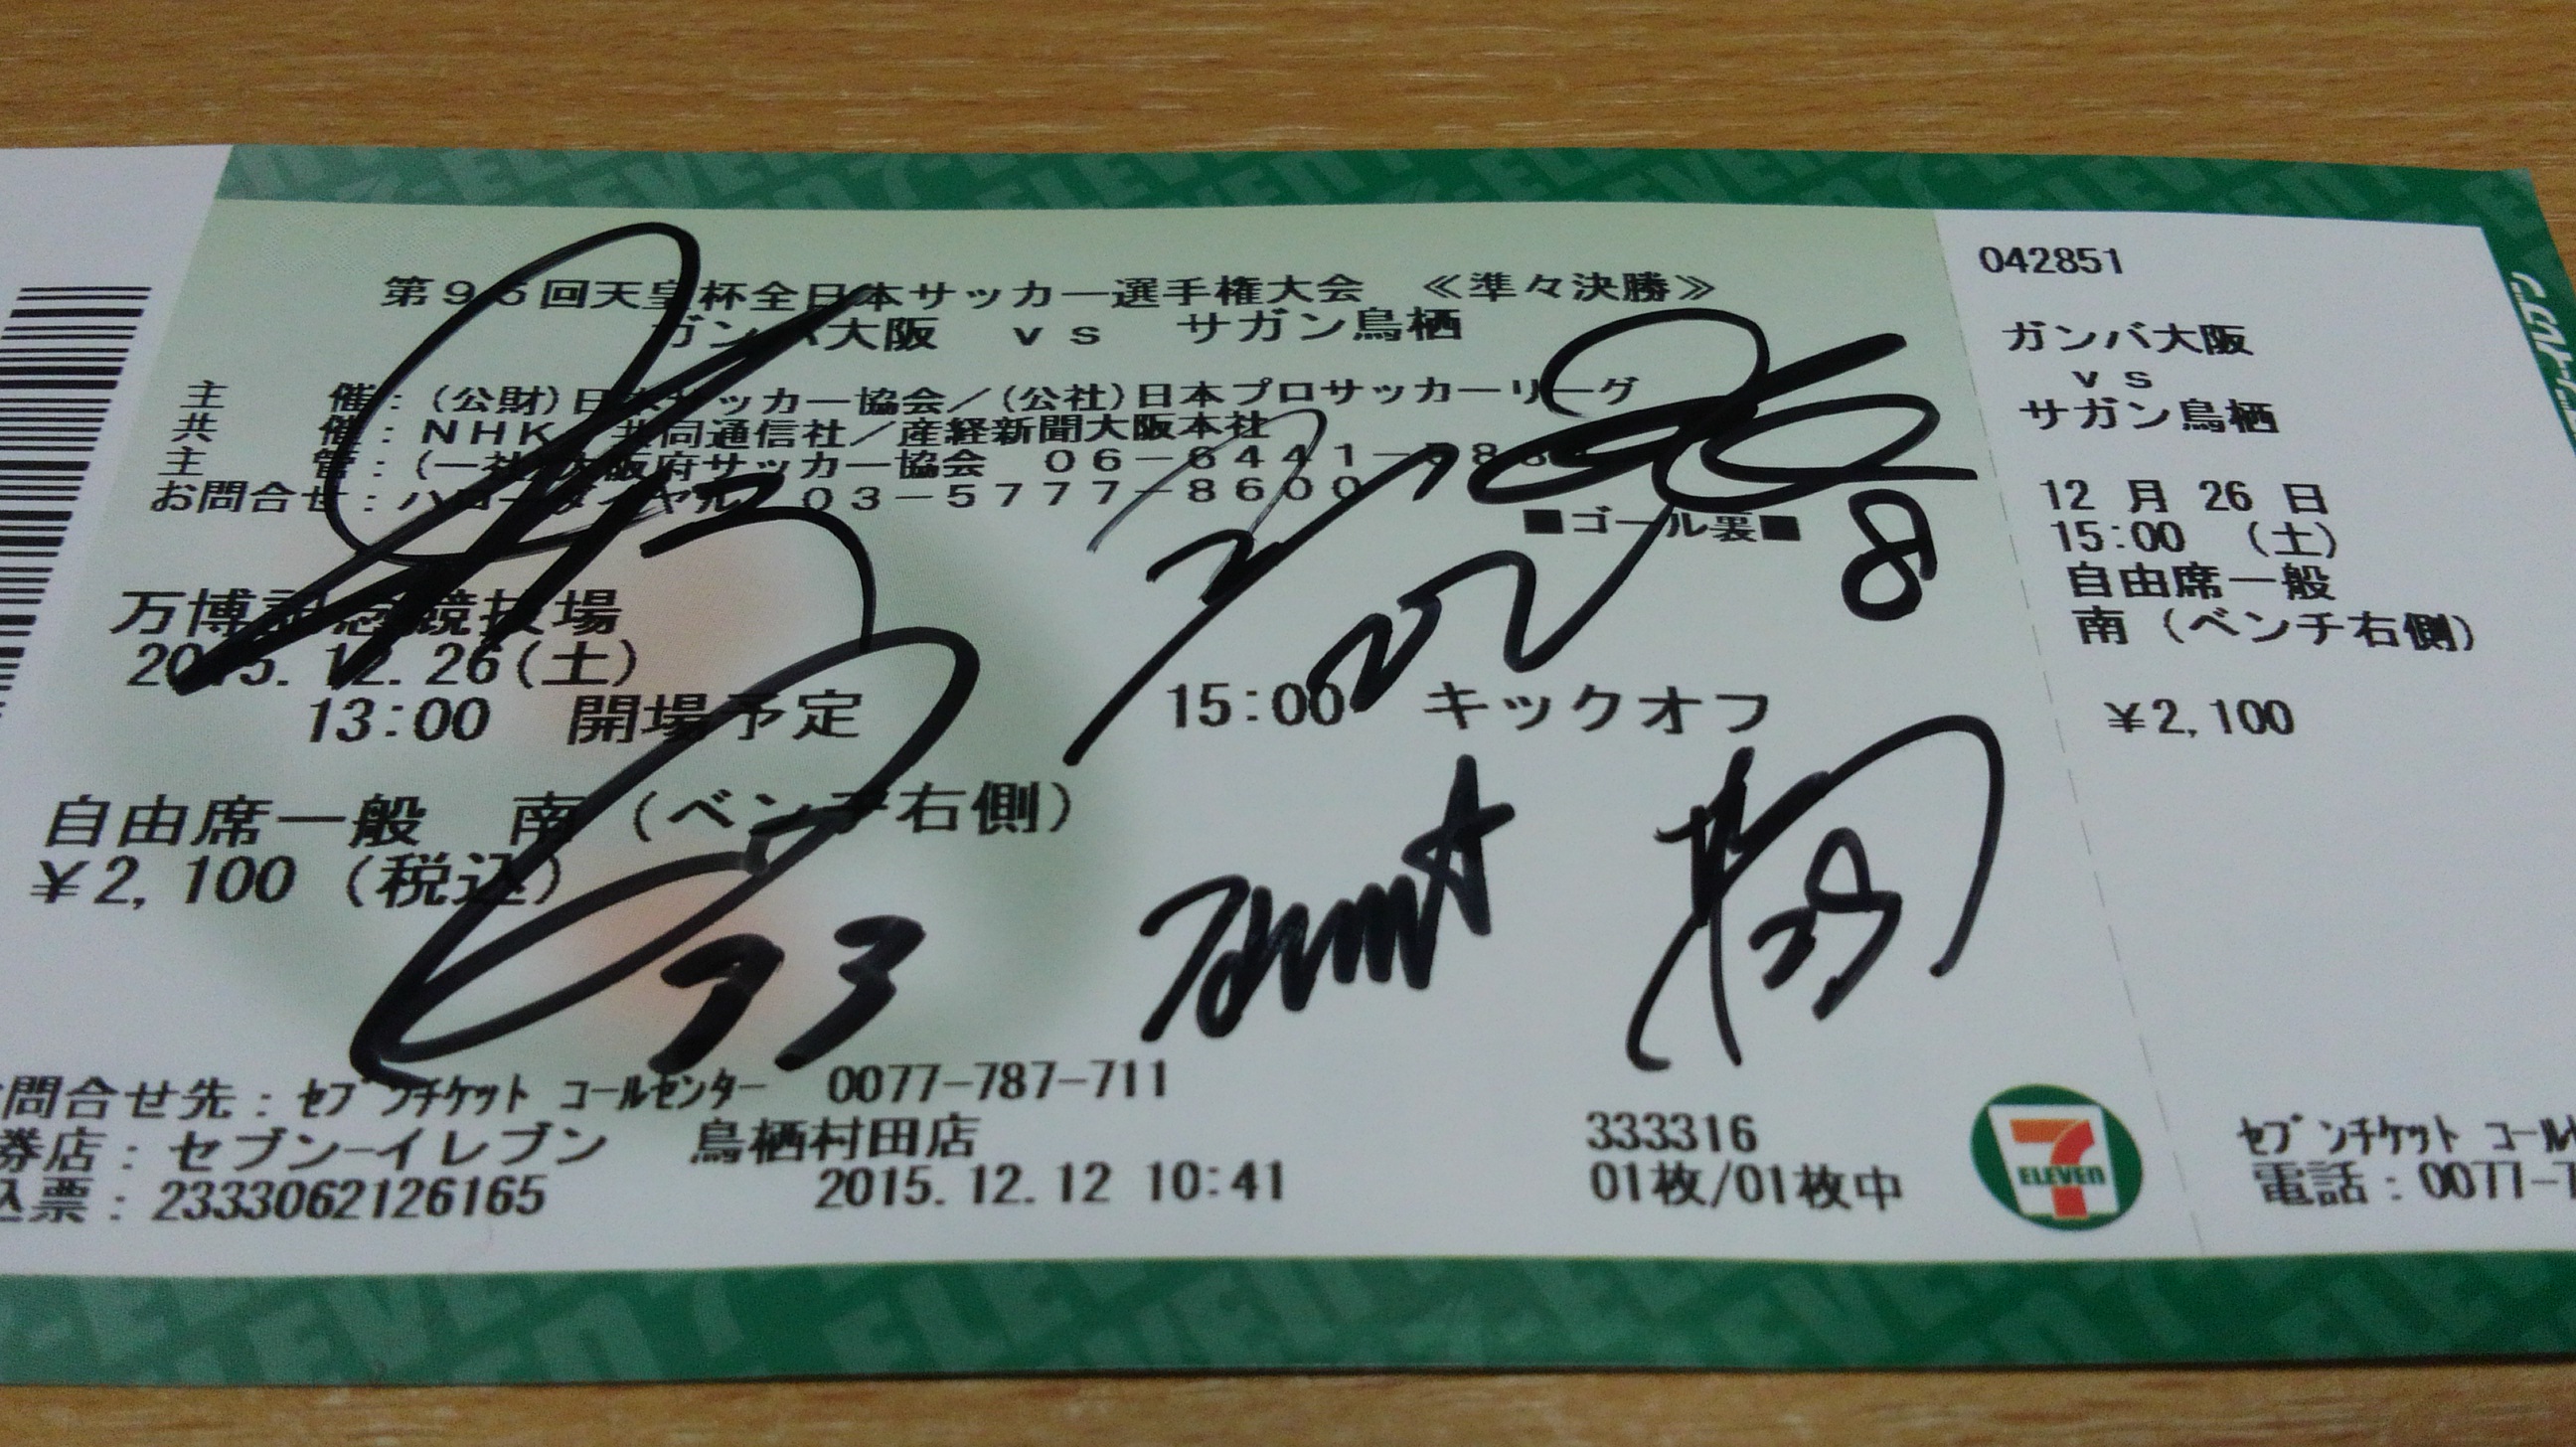 第95回天皇杯全日本サッカー選手権大会 ≪準々決勝≫
ガンバ大阪 vs サガン鳥栖
主 催：(公財)日本サッカー協会／(公社)日本プロサッカーリーグ
共 催：NHK／共同通信社／産経新聞大阪本社
主 管：(一社)大阪府サッカー協会 06-6441-
お問合せ：ハローダイヤル 03-5777-8600
■ゴール裏■
万博記念競技場
2015.12.26(土)
13:00 開場予定 15:00 キックオフ
自由席一般 南 (ベンチ右側)
¥2,100 (税込)
8
33
問合せ先：セブンチケット コールセンター 0077-787-711
券店：セブン-イレブン 鳥栖村田店
333316
込票：2333062126165 2015.12.12 10:41 01枚/01枚中
7 ELEVEN
042851
ガンバ大阪
vs
サガン鳥栖
12 月 26 日
15:00 (土)
自由席一般
南 (ベンチ右側)
¥2,100
セブンチケット コール
電話：0077-7